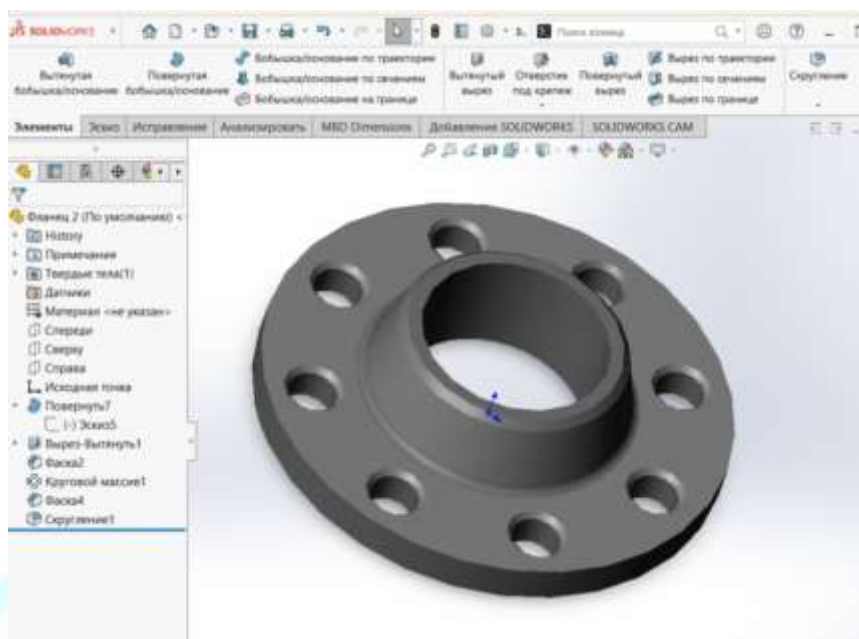 SOLIDWORKS
Поиск команд
Вытянутая бобышка/основание
Повернутая бобышка/основание
Бобышка/основание по траектории
Бобышка/основание по сечениям
Бобышка/основание на границе
Вытянутый вырез
Отверстие под крепеж
Повернутый вырез
Вырез по траектории
Вырез по сечениям
Вырез по границе
Скругление
Элементы Эскиз Исправление Анализировать MBD Dimensions Добавления SOLIDWORKS SOLIDWORKS CAM
Фланец 2 (По умолчанию) <
History
Примечания
Твердые тела(1)
Датчики
Материал <не указан>
Спереди
Сверху
Справа
Исходная точка
Повернуть7
(-) Эскиз5
Вырез-Вытянуть1
Фаска2
Круговой массив1
Фаска4
Скругление1